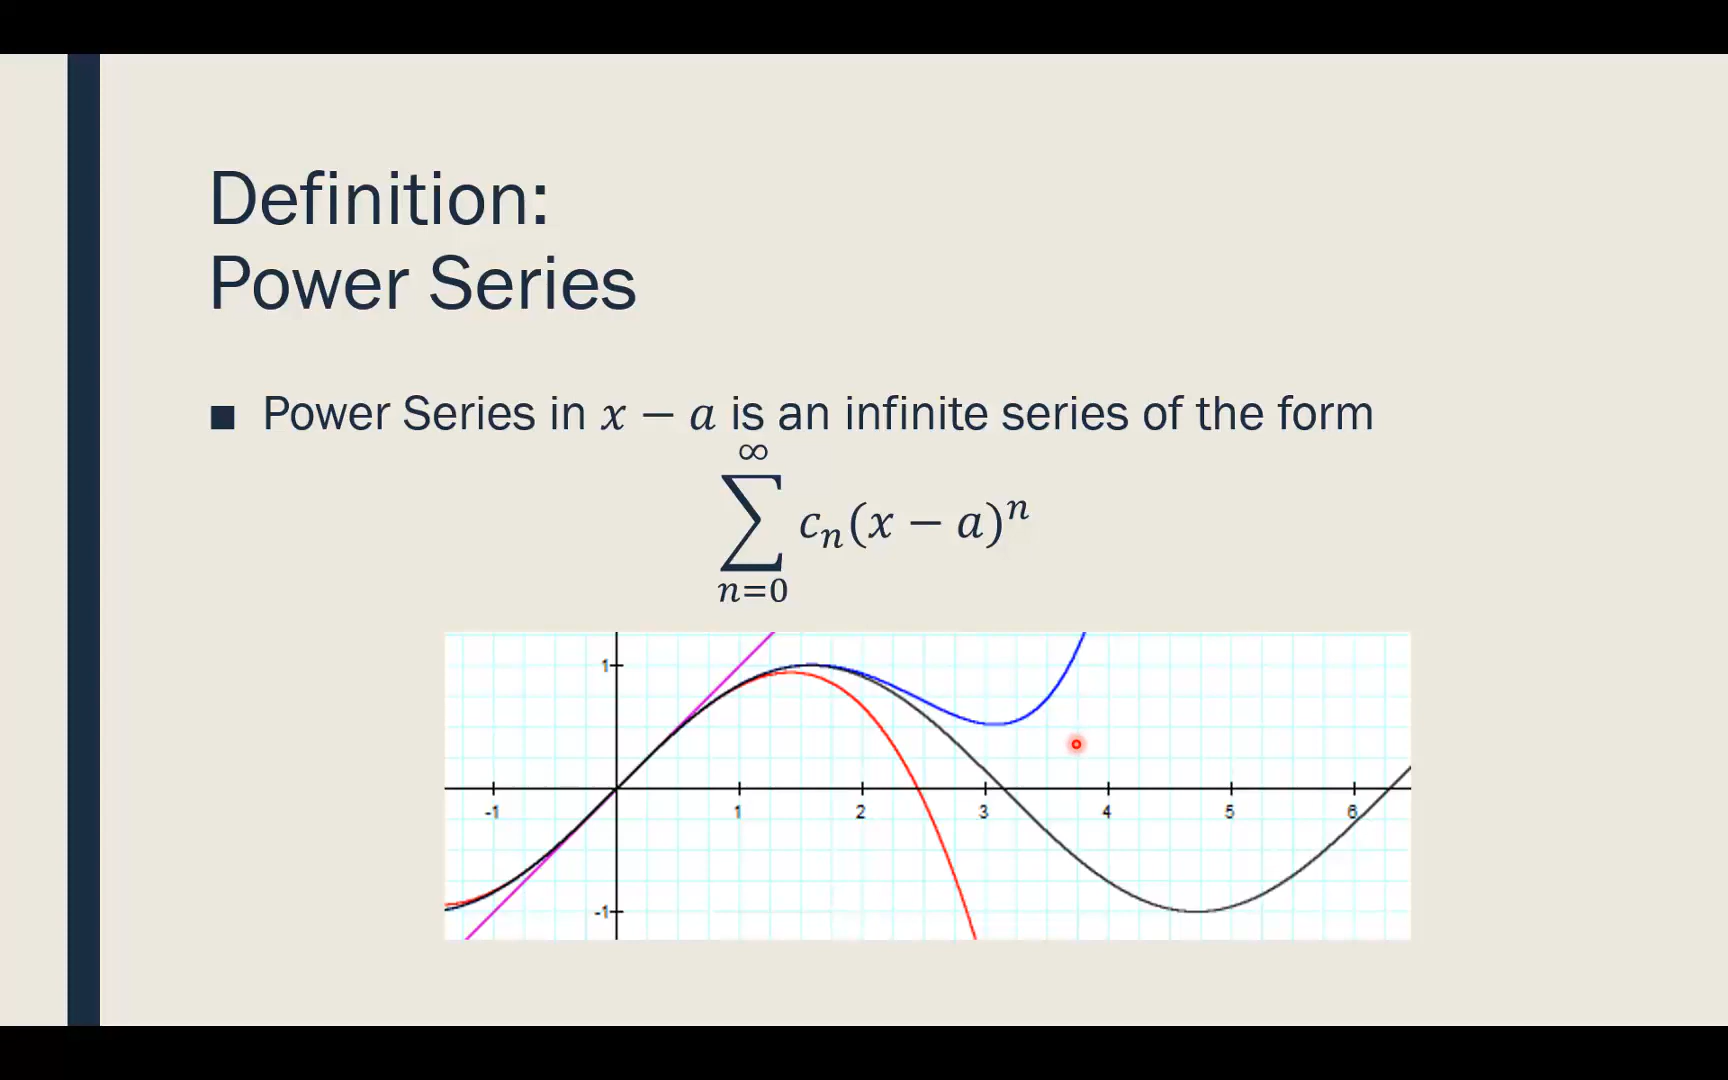 Definition:
Power Series
■ Power Series in 𝑥 − 𝑎 is an infinite series of the form
∞
∑ 𝑐ₙ(𝑥 − 𝑎)ⁿ
𝑛=0
1
-1 1 2 3 4 5 6
-1